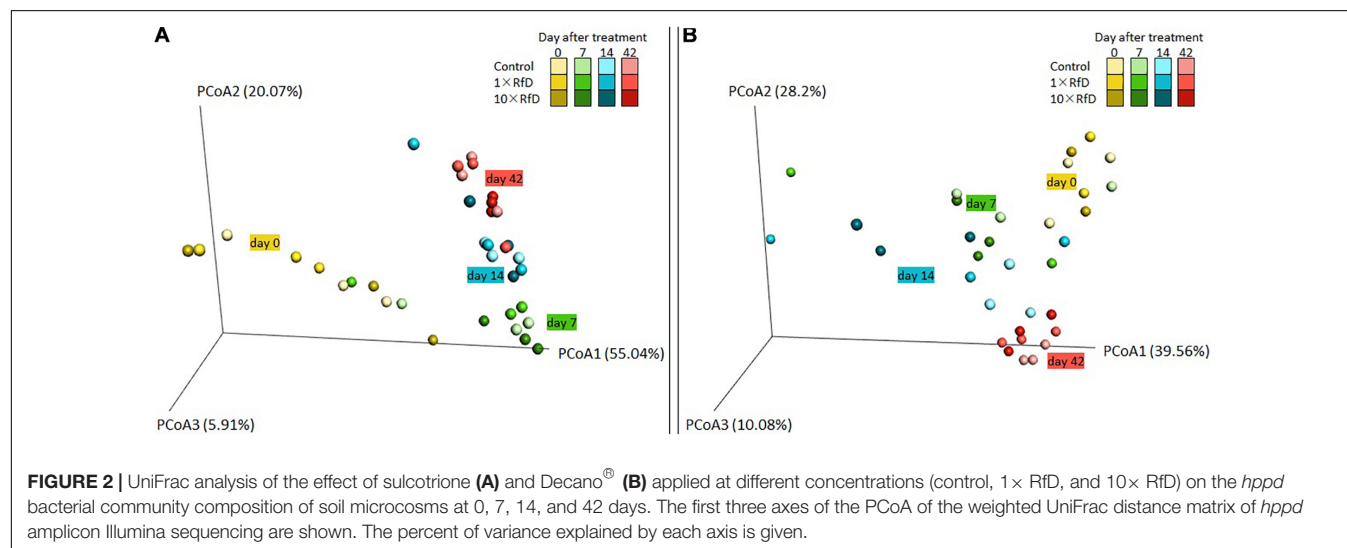 A
Day after treatment
0 7 14 42
Control
1×RfD
10×RfD
PCoA2 (20.07%)
day 42
day 0
day 14
day 7
PCoA1 (55.04%)
PCoA3 (5.91%)
B
Day after treatment
0 7 14 42
Control
1×RfD
10×RfD
PCoA2 (28.2%)
day 0
day 7
day 14
PCoA1 (39.56%)
day 42
PCoA3 (10.08%)
FIGURE 2 | UniFrac analysis of the effect of sulcotrione (A) and Decano® (B) applied at different concentrations (control, 1× RfD, and 10× RfD) on the hppd
bacterial community composition of soil microcosms at 0, 7, 14, and 42 days. The first three axes of the PCoA of the weighted UniFrac distance matrix of hppd
amplicon Illumina sequencing are shown. The percent of variance explained by each axis is given.